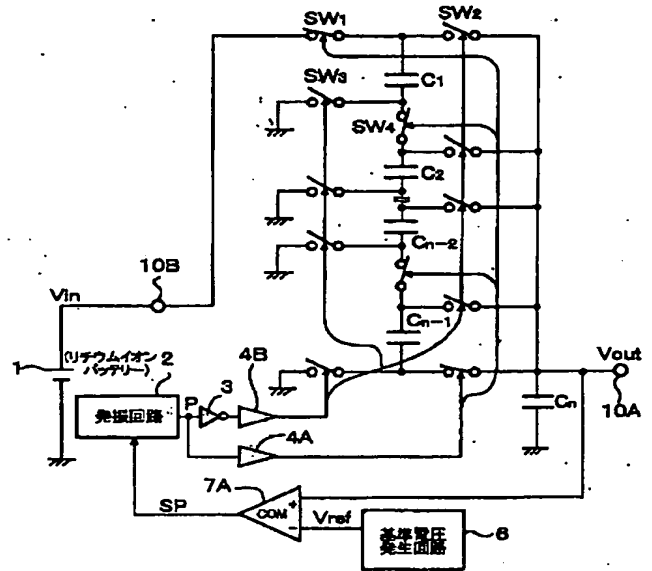 SW₁
SW₂
C₁
SW₃
SW₄
C₂
Cₙ₋₂
10B
Vin
Cₙ₋₁
1
(リチウムイオン
バッテリー)
2
3
4B
Vout
発振回路
P
10A
Cₙ
4A
7A
SP
COM
+
−
Vref
基準電圧
発生回路
6